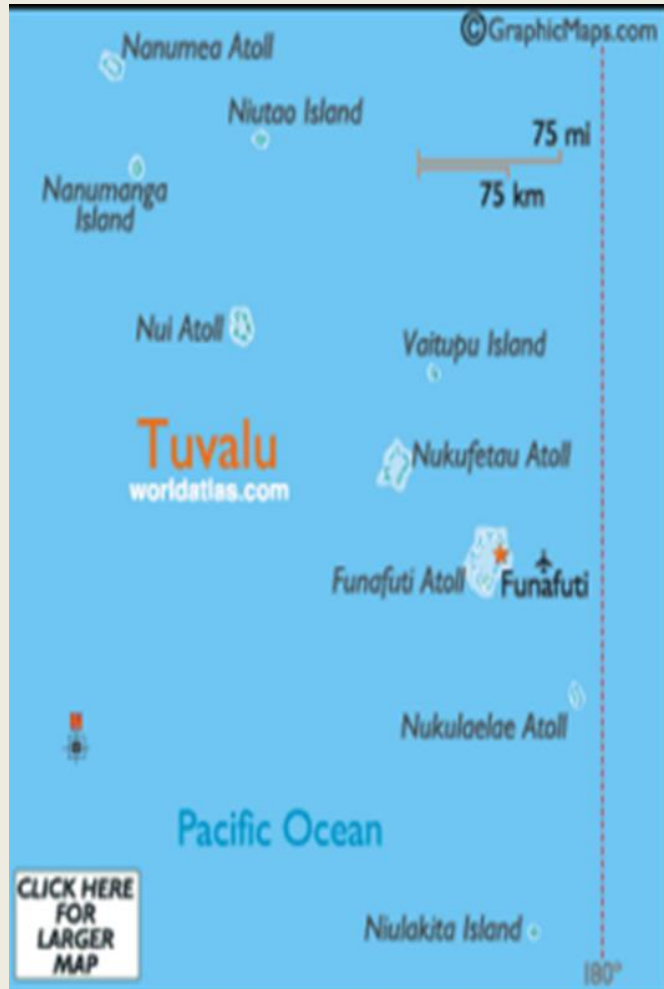 ©GraphicMaps.com
Nanumea Atoll
Niutao Island
75 mi
75 km
Nanumanga
Island
Nui Atoll
Vaitupu Island
Tuvalu
worldatlas.com
Nukufetau Atoll
Funafuti Atoll
Funafuti
Nukulaelae Atoll
Pacific Ocean
CLICK HERE
FOR
LARGER
MAP
Niulakita Island
180°